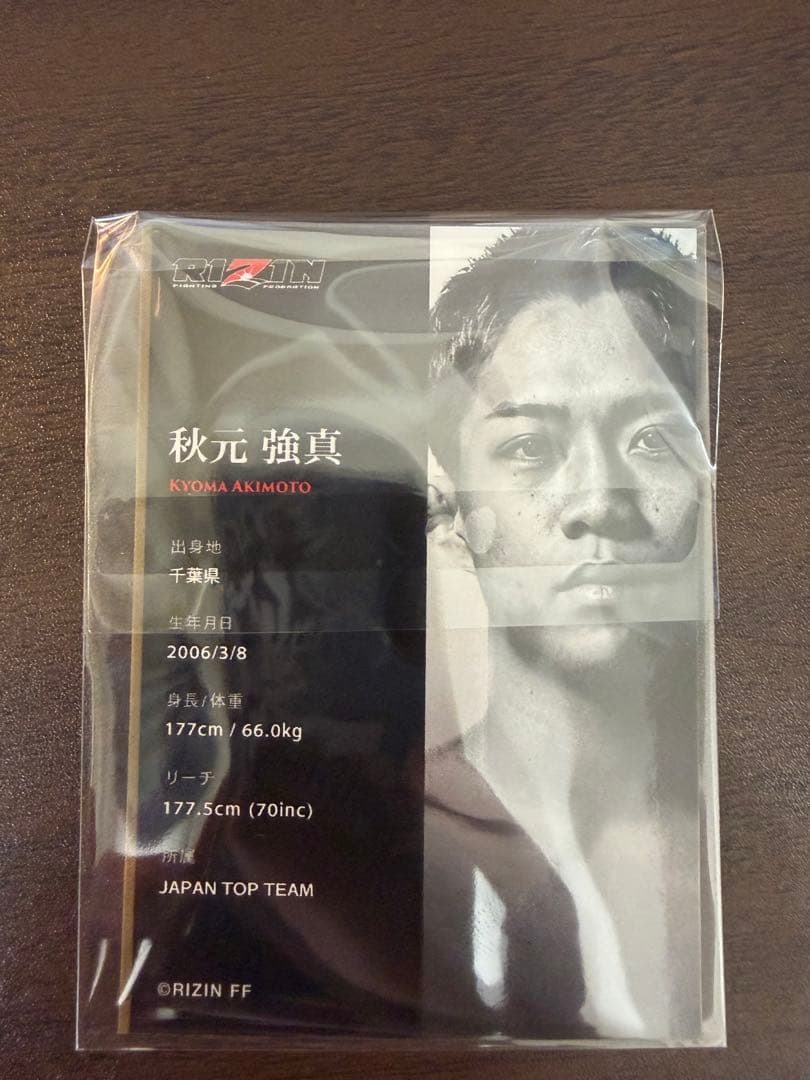 RIZIN
FIGHTING FEDERATION
秋元 強真
KYOMA AKIMOTO
出身地
千葉県
生年月日
2006/3/8
身長/体重
177cm / 66.0kg
リーチ
177.5cm (70inc)
所属
JAPAN TOP TEAM
©RIZIN FF